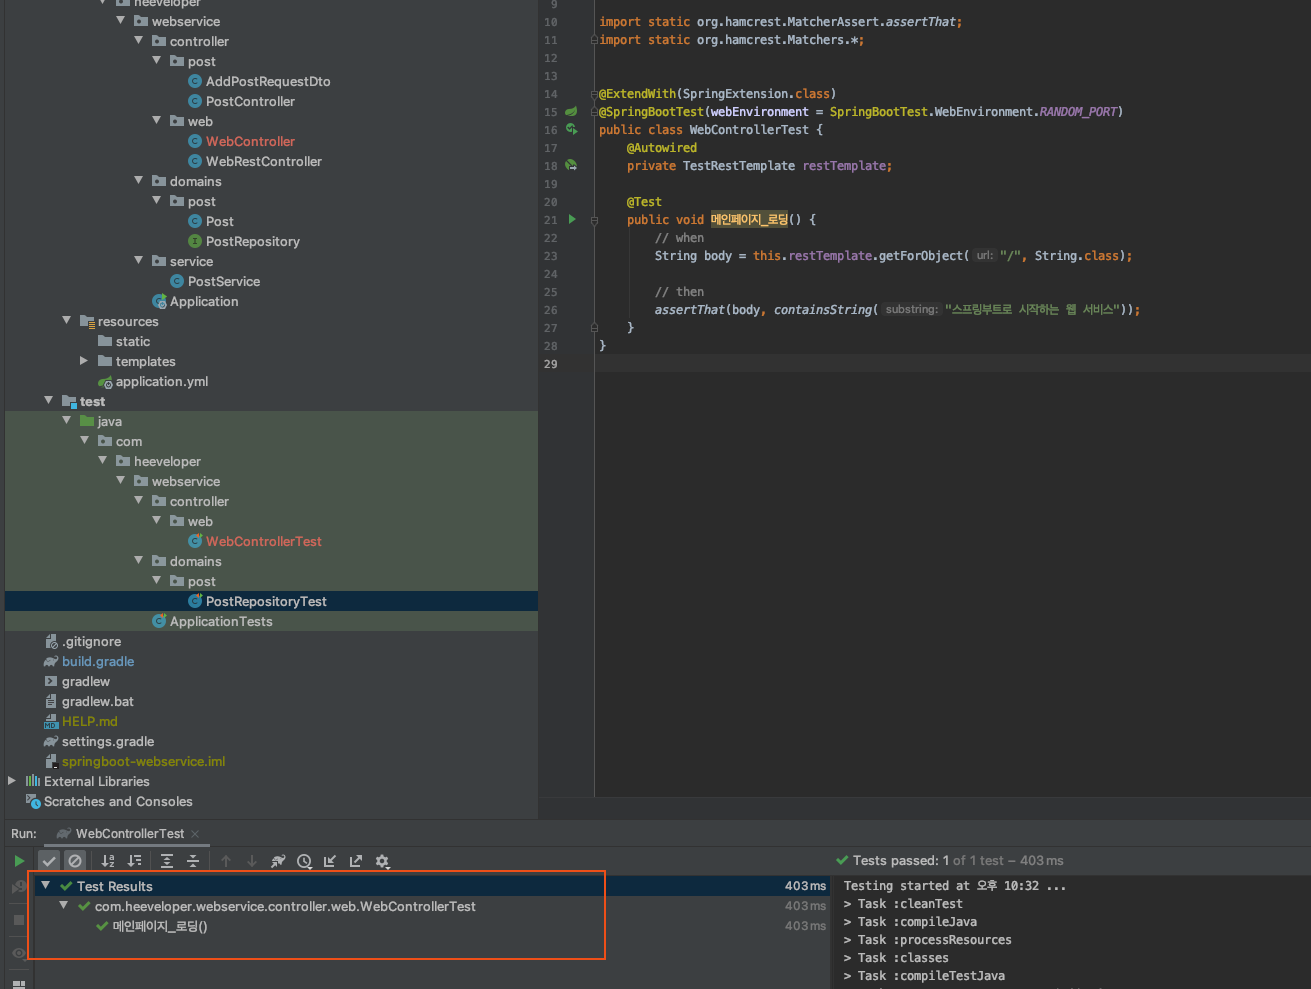 heeveloper
webservice
controller
post
AddPostRequestDto
PostController
web
WebController
WebRestController
domains
post
Post
PostRepository
service
PostService
Application
resources
static
templates
application.yml
test
java
com
heeveloper
webservice
controller
web
WebControllerTest
domains
post
PostRepositoryTest
ApplicationTests
.gitignore
build.gradle
gradlew
gradlew.bat
HELP.md
settings.gradle
springboot-webservice.iml
External Libraries
Scratches and Consoles
9
10 import static org.hamcrest.MatcherAssert.assertThat;
11 import static org.hamcrest.Matchers.*;
12
13
14 @ExtendWith(SpringExtension.class)
15 @SpringBootTest(webEnvironment = SpringBootTest.WebEnvironment.RANDOM_PORT)
16 public class WebControllerTest {
17 @Autowired
18 private TestRestTemplate restTemplate;
19
20 @Test
21 public void 메인페이지_로딩() {
22 // when
23 String body = this.restTemplate.getForObject( url: "/", String.class);
24
25 // then
26 assertThat(body, containsString( substring: "스프링부트로 시작하는 웹 서비스"));
27 }
28 }
29
Run: WebControllerTest
Tests passed: 1 of 1 test – 403 ms
Test Results 403 ms
com.heeveloper.webservice.controller.web.WebControllerTest 403 ms
메인페이지_로딩() 403 ms
Testing started at 오후 10:32 ...
> Task :cleanTest
> Task :compileJava
> Task :processResources
> Task :classes
> Task :compileTestJava